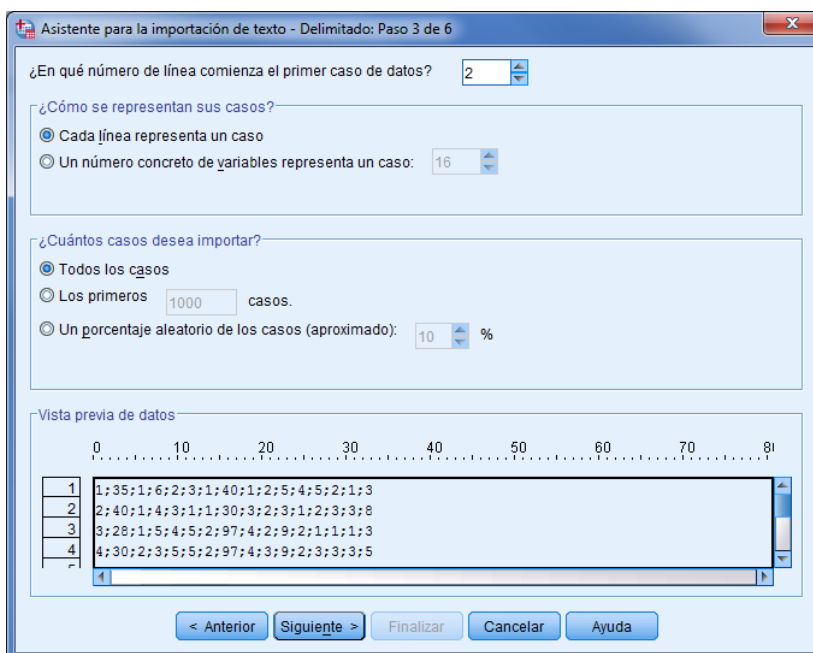 Asistente para la importación de texto - Delimitado: Paso 3 de 6
¿En qué número de línea comienza el primer caso de datos? 2
¿Cómo se representan sus casos?
Cada línea representa un caso
Un número concreto de variables representa un caso: 16
¿Cuántos casos desea importar?
Todos los casos
Los primeros 1000 casos.
Un porcentaje aleatorio de los casos (aproximado): 10 %
Vista previa de datos
0 10 20 30 40 50 60 70
1 1;35;1;6;2;3;1;40;1;2;5;4;5;2;1;3
2 2;40;1;4;3;1;1;30;3;2;3;1;2;3;3;8
3 3;28;1;5;4;5;2;97;4;2;9;2;1;1;1;3
4 4;30;2;3;5;5;2;97;4;3;9;2;3;3;3;5
< Anterior Siguiente > Finalizar Cancelar Ayuda